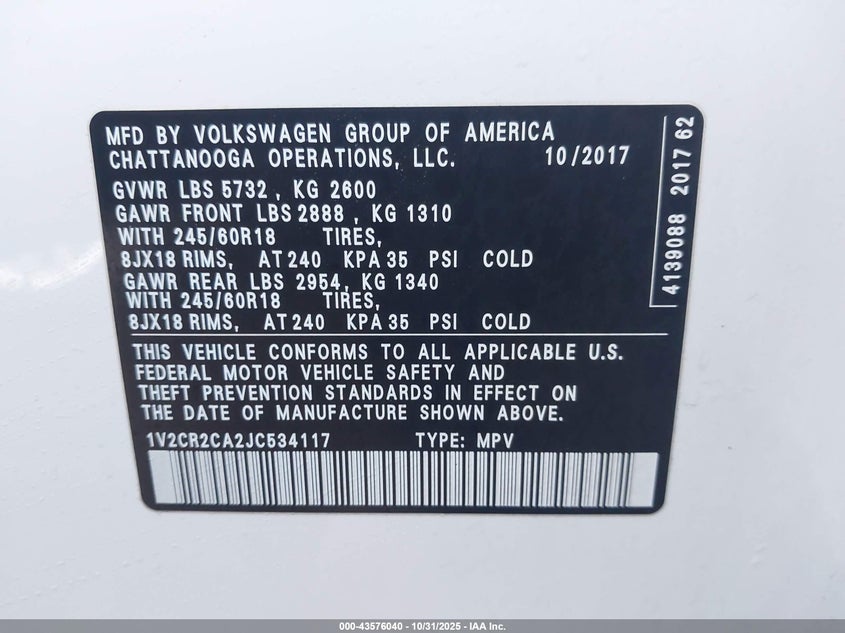 MFD BY VOLKSWAGEN GROUP OF AMERICA
CHATTANOOGA OPERATIONS, LLC. 10/2017
GVWR LBS 5732 , KG 2600
GAWR FRONT LBS 2888 , KG 1310
WITH 245/60R18 TIRES,
8JX18 RIMS, AT 240 KPA 35 PSI COLD
GAWR REAR LBS 2954, KG 1340
WITH 245/60R18 TIRES,
8JX18 RIMS, AT 240 KPA 35 PSI COLD
THIS VEHICLE CONFORMS TO ALL APPLICABLE U.S.
FEDERAL MOTOR VEHICLE SAFETY AND
THEFT PREVENTION STANDARDS IN EFFECT ON
THE DATE OF MANUFACTURE SHOWN ABOVE.
1V2CR2CA2JC534117 TYPE: MPV
4139088 2017 62
000-43576040 - 10/31/2025 - IAA Inc.